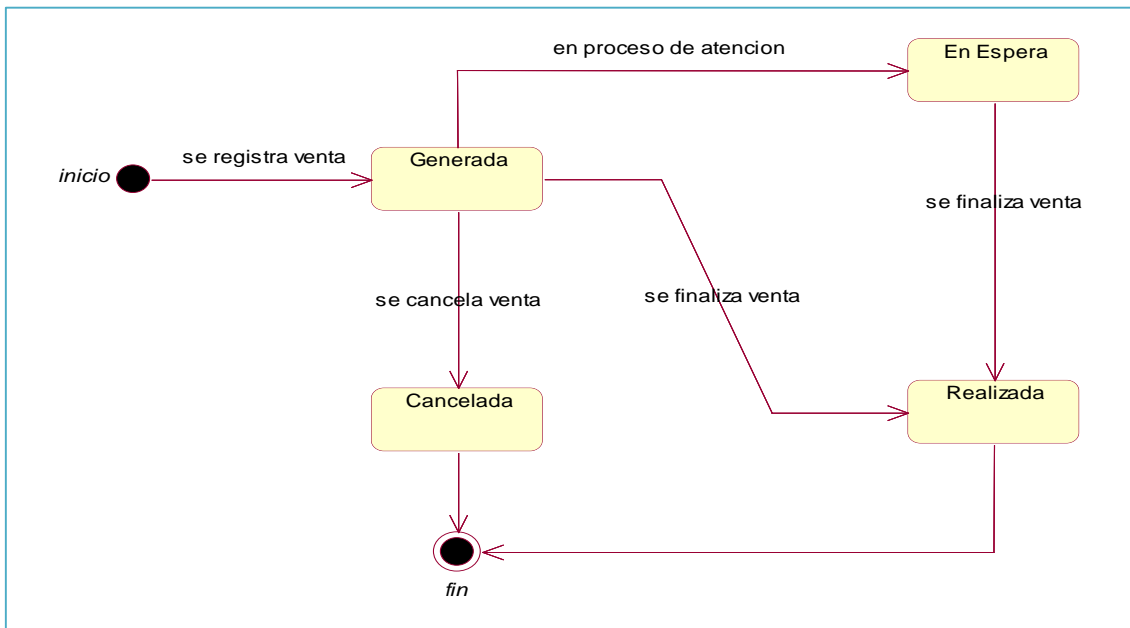 en proceso de atencion
En Espera
se registra venta
Generada
inicio
se finaliza venta
se cancela venta
se finaliza venta
Cancelada
Realizada
fin